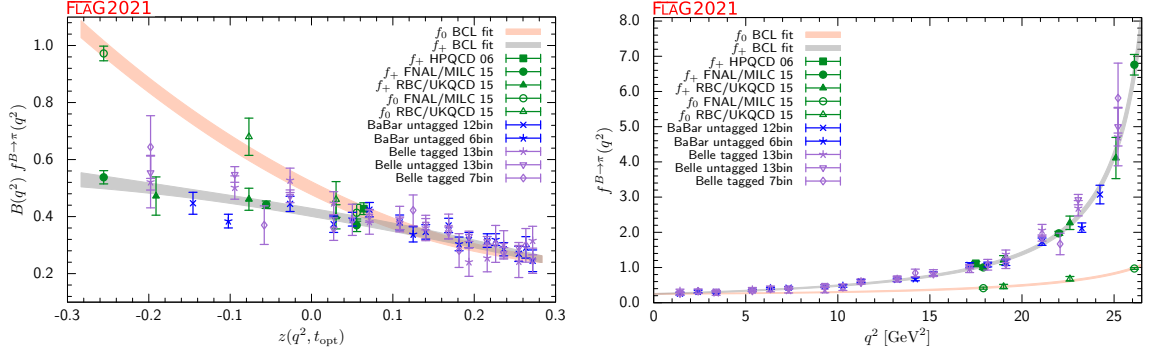 FLAG2021
f₀ BCL fit
f₊ BCL fit
f₊ HPQCD 06
f₊ FNAL/MILC 15
f₊ RBC/UKQCD 15
f₀ FNAL/MILC 15
f₀ RBC/UKQCD 15
BaBar untagged 12bin
BaBar untagged 6bin
Belle tagged 13bin
Belle untagged 13bin
Belle tagged 7bin
B(q²) f^{B→π}(q²)
1.0
0.8
0.6
0.4
0.2
-0.3 -0.2 -0.1 0.0 0.1 0.2 0.3
z(q², t_opt)
FLAG2021
f₀ BCL fit
f₊ BCL fit
f₊ HPQCD 06
f₊ FNAL/MILC 15
f₊ RBC/UKQCD 15
f₀ FNAL/MILC 15
f₀ RBC/UKQCD 15
BaBar untagged 12bin
BaBar untagged 6bin
Belle tagged 13bin
Belle untagged 13bin
Belle tagged 7bin
f^{B→π}(q²)
8.0
7.0
6.0
5.0
4.0
3.0
2.0
1.0
0.0
0 5 10 15 20 25
q² [GeV²]